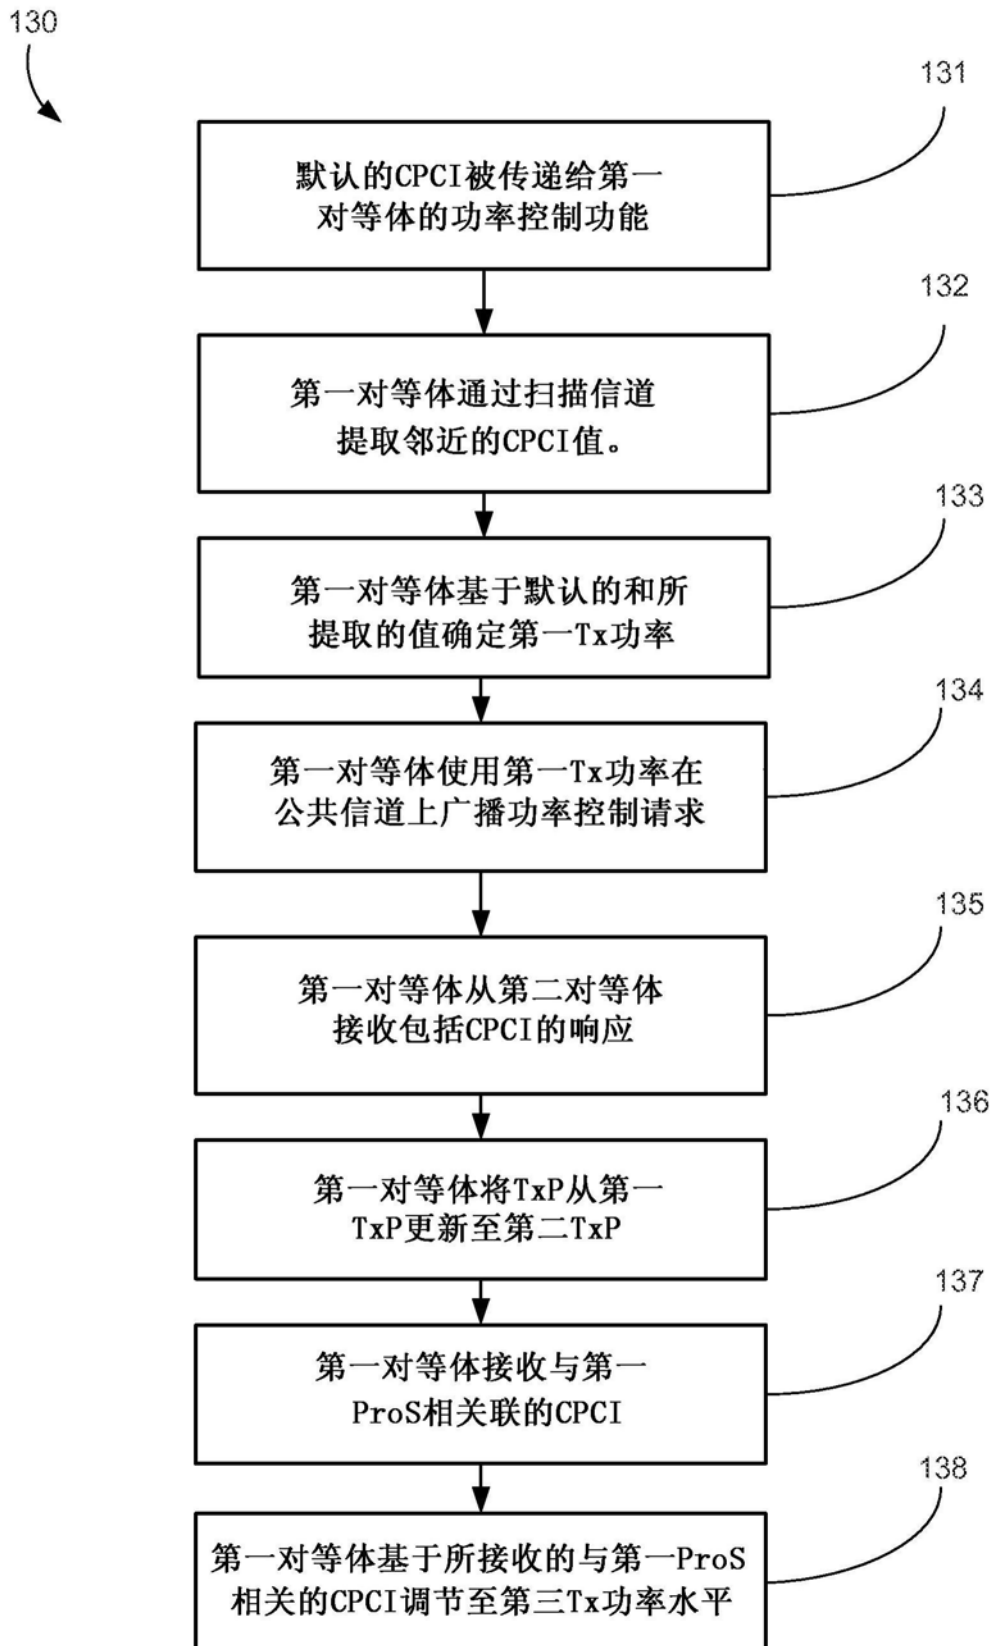 130
131
默认的CPCI被传递给第一
对等体的功率控制功能
132
第一对等体通过扫描信道
提取邻近的CPCI值。
133
第一对等体基于默认的和所
提取的值确定第一Tx功率
134
第一对等体使用第一Tx功率在
公共信道上广播功率控制请求
135
第一对等体从第二对等体
接收包括CPCI的响应
136
第一对等体将TxP从第一
TxP更新至第二TxP
137
第一对等体接收与第一
ProS相关联的CPCI
138
第一对等体基于所接收的与第一ProS
相关的CPCI调节至第三Tx功率水平